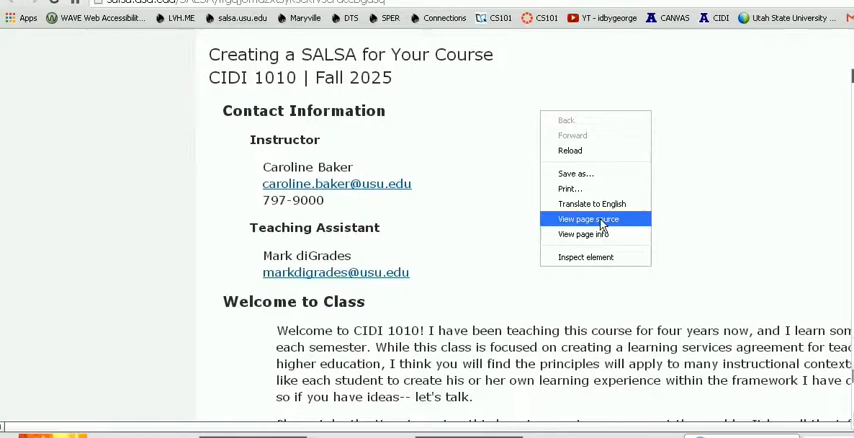 WAVE Web Accessibilit...
LVH.ME
salsa.usu.edu
Maryville
DTS
SPER
Connections
CS101
CS101
YT - idbygeorge
CANVAS
CIDI
Utah State University ...
Creating a SALSA for Your Course
CIDI 1010 | Fall 2025
Contact Information
Instructor
Caroline Baker
caroline.baker@usu.edu
797-9000
Teaching Assistant
Mark diGrades
markdigrades@usu.edu
Back
Forward
Reload
Save as...
Print...
Translate to English
View page source
View page info
Inspect element
Welcome to Class
Welcome to CIDI 1010! I have been teaching this course for four years now, and I learn
each semester. While this class is focused on creating a learning services agreement for
higher education, I think you will find the principles will apply to many instructional
like each student to create his or her own learning experience within the framework I have
so if you have ideas-- let's talk.